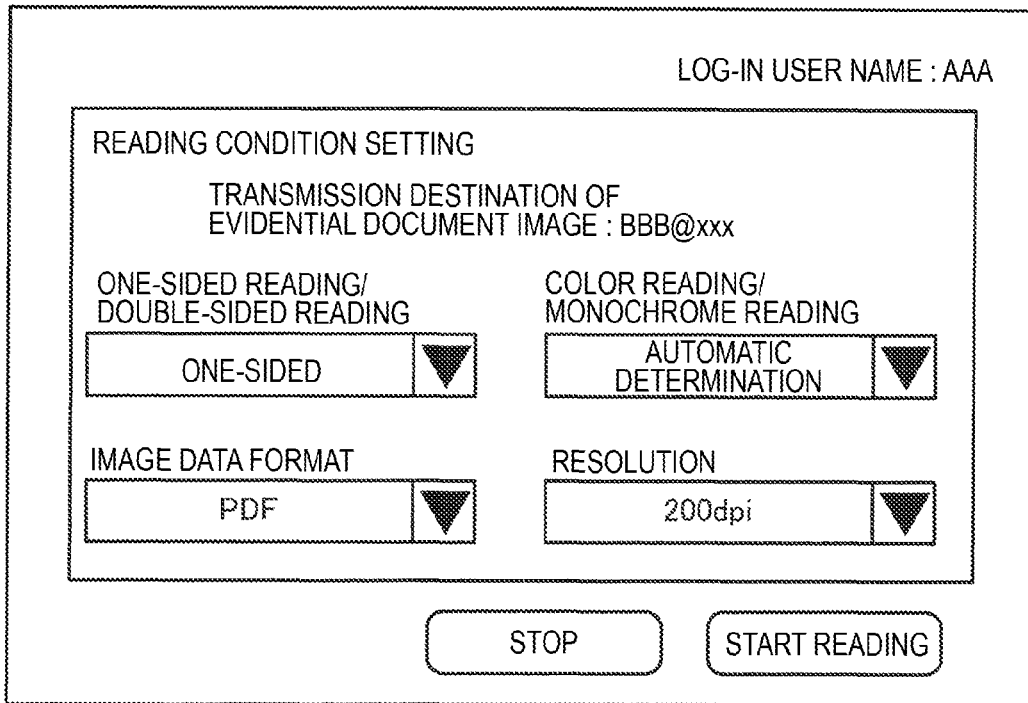 LOG-IN USER NAME : AAA
READING CONDITION SETTING
TRANSMISSION DESTINATION OF
EVIDENTIAL DOCUMENT IMAGE : BBB@xxx
ONE-SIDED READING/
DOUBLE-SIDED READING
ONE-SIDED
COLOR READING/
MONOCHROME READING
AUTOMATIC
DETERMINATION
IMAGE DATA FORMAT
PDF
RESOLUTION
200dpi
STOP
START READING